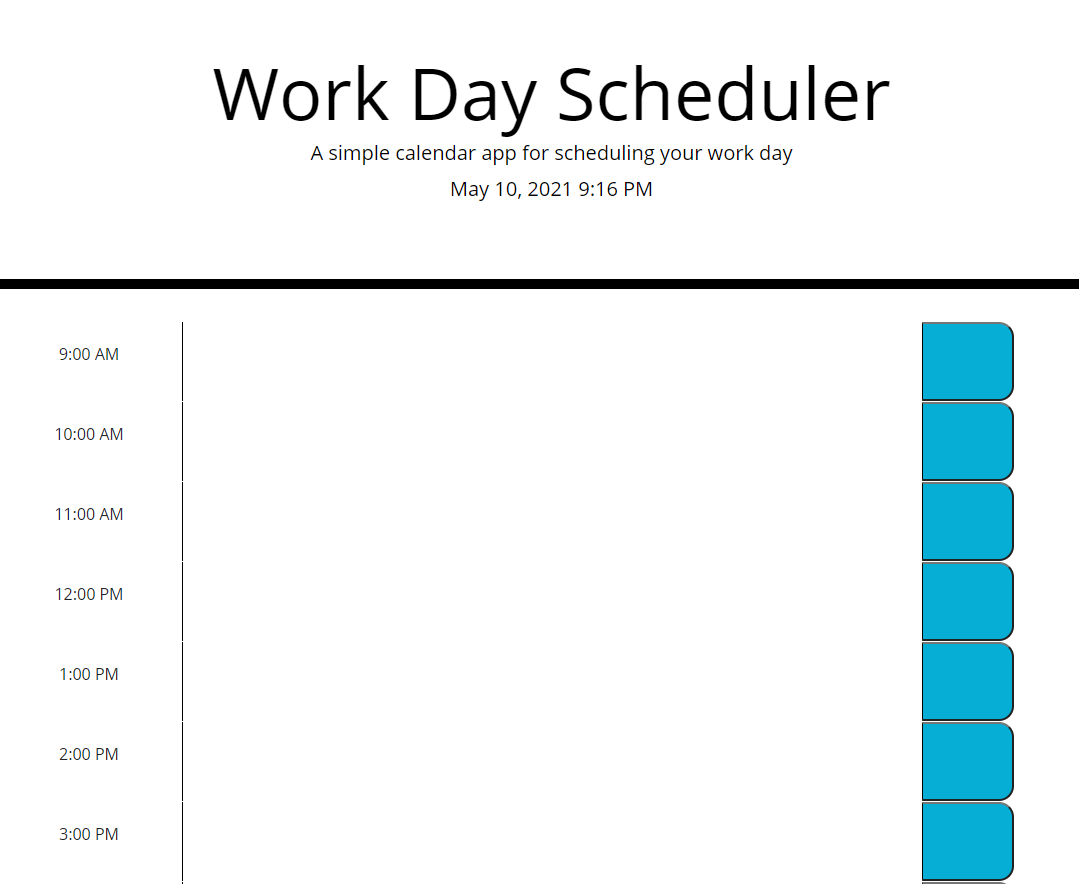 Work Day Scheduler
A simple calendar app for scheduling your work day
May 10, 2021 9:16 PM
9:00 AM
10:00 AM
11:00 AM
12:00 PM
1:00 PM
2:00 PM
3:00 PM